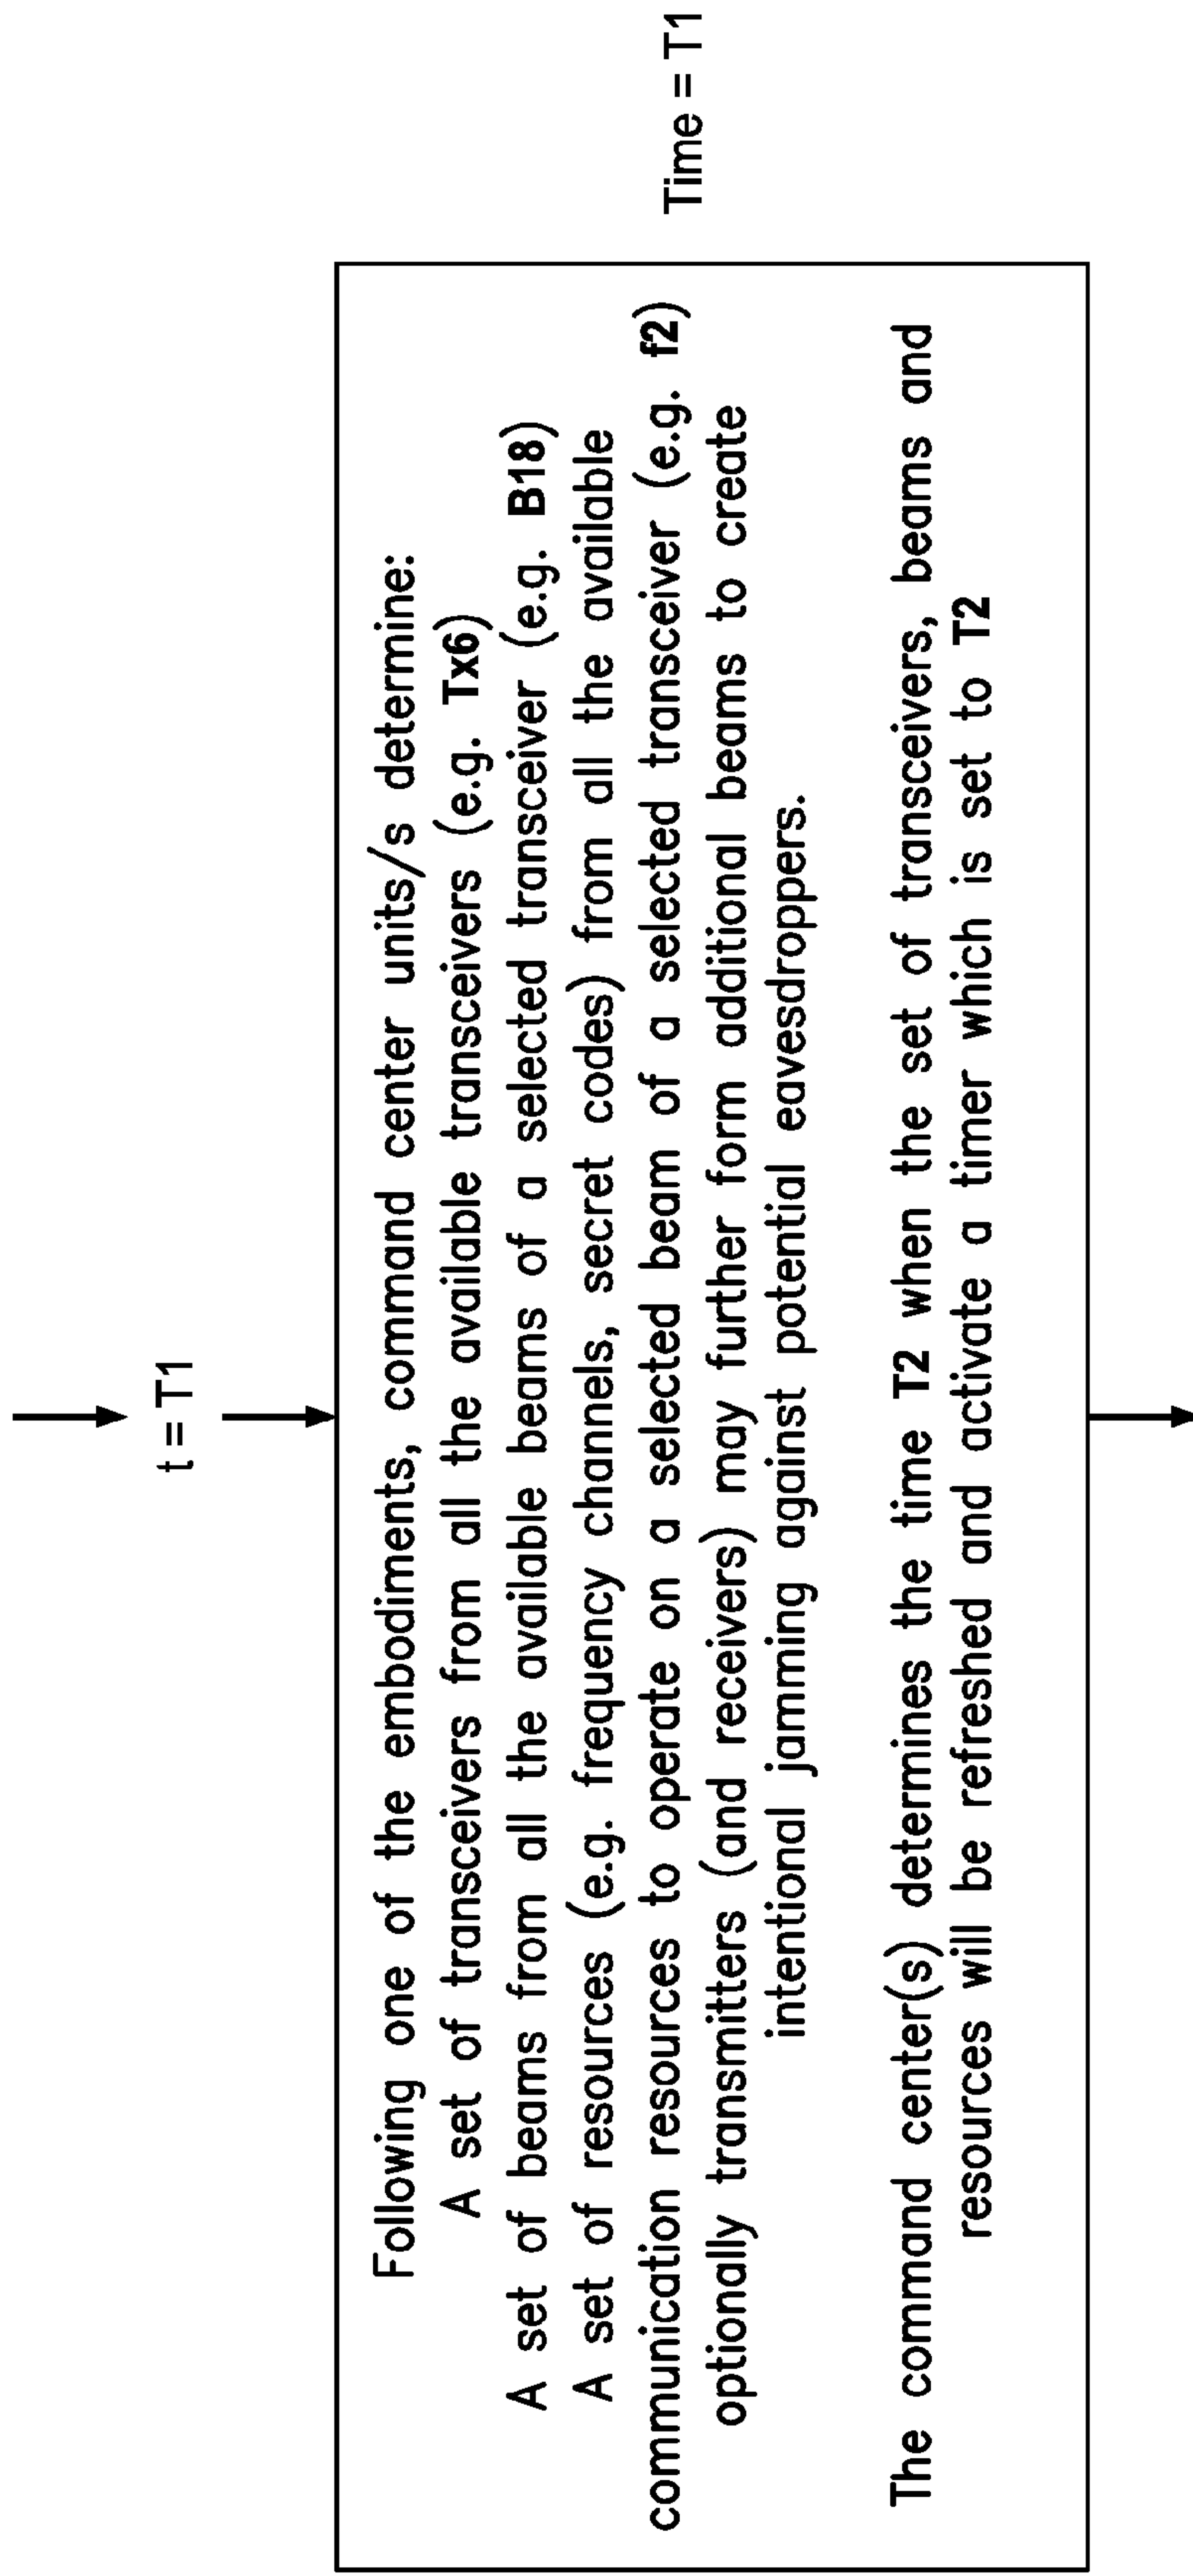 t = T1
Following one of the embodiments, command center units/s determine:
A set of transceivers from all the available transceivers (e.g. Tx6)
A set of beams from all the available beams of a selected transceiver (e.g. B18)
A set of resources (e.g. frequency channels, secret codes) from all the available
communication resources to operate on a selected beam of a selected transceiver (e.g. f2)
optionally transmitters (and receivers) may further form additional beams to create
intentional jamming against potential eavesdroppers.
The command center(s) determines the time T2 when the set of transceivers, beams and
resources will be refreshed and activate a timer which is set to T2
Time = T1